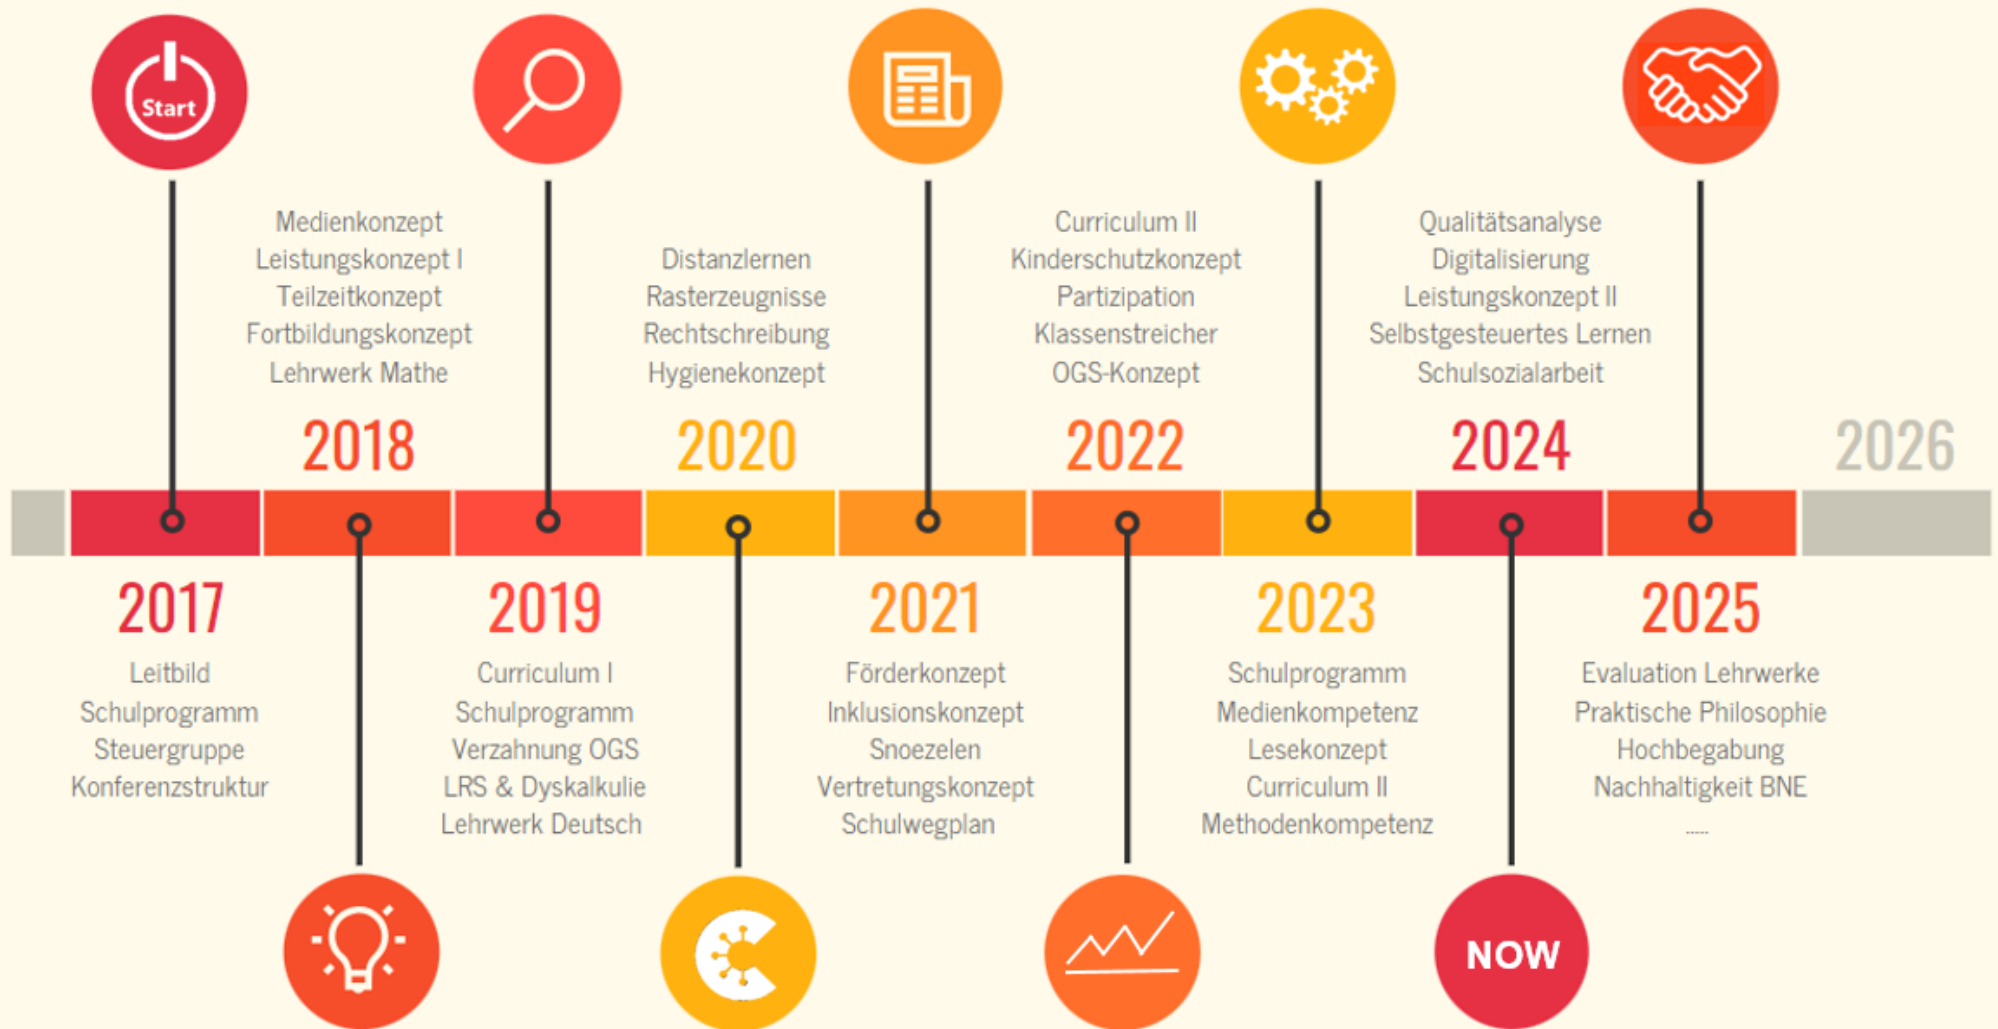 Start
2017
Leitbild
Schulprogramm
Steuergruppe
Konferenzstruktur
Medienkonzept
Leistungskonzept I
Teilzeitkonzept
Fortbildungskonzept
Lehrwerk Mathe
2018
2019
Curriculum I
Schulprogramm
Verzahnung OGS
LRS & Dyskalkulie
Lehrwerk Deutsch
Distanzlernen
Rasterzeugnisse
Rechtschreibung
Hygienekonzept
2020
2021
Förderkonzept
Inklusionskonzept
Snoezelen
Vertretungskonzept
Schulwegplan
Curriculum II
Kinderschutzkonzept
Partizipation
Klassenstreicher
OGS-Konzept
2022
2023
Schulprogramm
Medienkompetenz
Lesekonzept
Curriculum II
Methodenkompetenz
Qualitätsanalyse
Digitalisierung
Leistungskonzept II
Selbstgesteuertes Lernen
Schulsozialarbeit
2024
NOW
2025
Evaluation Lehrwerke
Praktische Philosophie
Hochbegabung
Nachhaltigkeit BNE
.....
2026